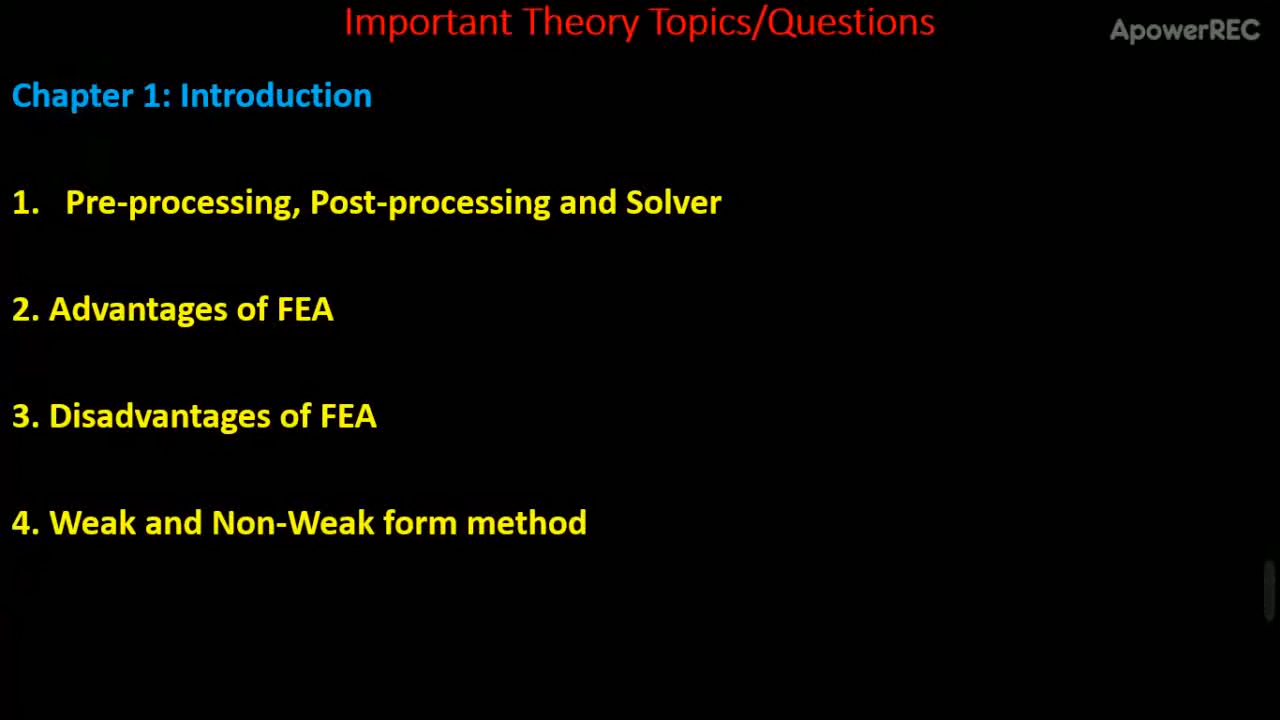 Important Theory Topics/Questions
ApowerREC
Chapter 1: Introduction
1. Pre-processing, Post-processing and Solver
2. Advantages of FEA
3. Disadvantages of FEA
4. Weak and Non-Weak form method